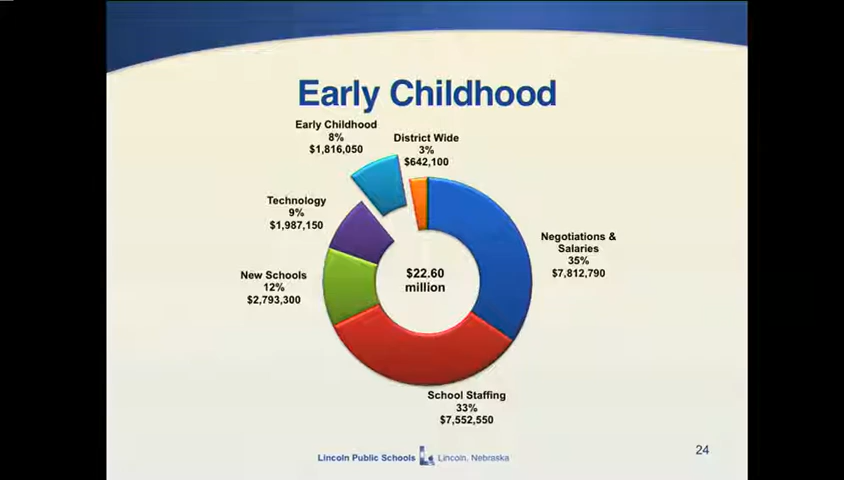 Early Childhood
Early Childhood
8%
$1,816,050
District Wide
3%
$642,100
Technology
9%
$1,987,150
Negotiations &
Salaries
35%
$7,812,790
New Schools
12%
$2,793,300
$22.60
million
School Staffing
33%
$7,552,550
Lincoln Public Schools Lincoln, Nebraska
24